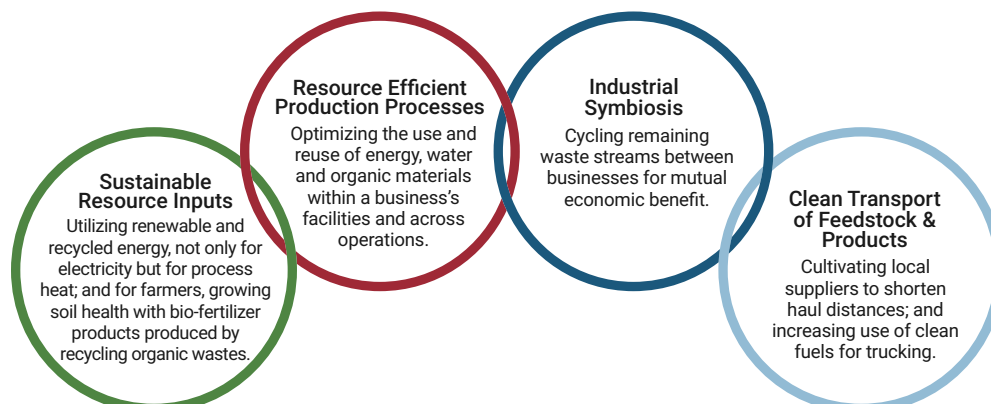 Sustainable
Resource Inputs
Utilizing renewable and
recycled energy, not only for
electricity but for process
heat; and for farmers, growing
soil health with bio-fertilizer
products produced by
recycling organic wastes.
Resource Efficient
Production Processes
Optimizing the use and
reuse of energy, water
and organic materials
within a business’s
facilities and across
operations.
Industrial
Symbiosis
Cycling remaining
waste streams between
businesses for mutual
economic benefit.
Clean Transport
of Feedstock &
Products
Cultivating local
suppliers to shorten
haul distances; and
increasing use of clean
fuels for trucking.